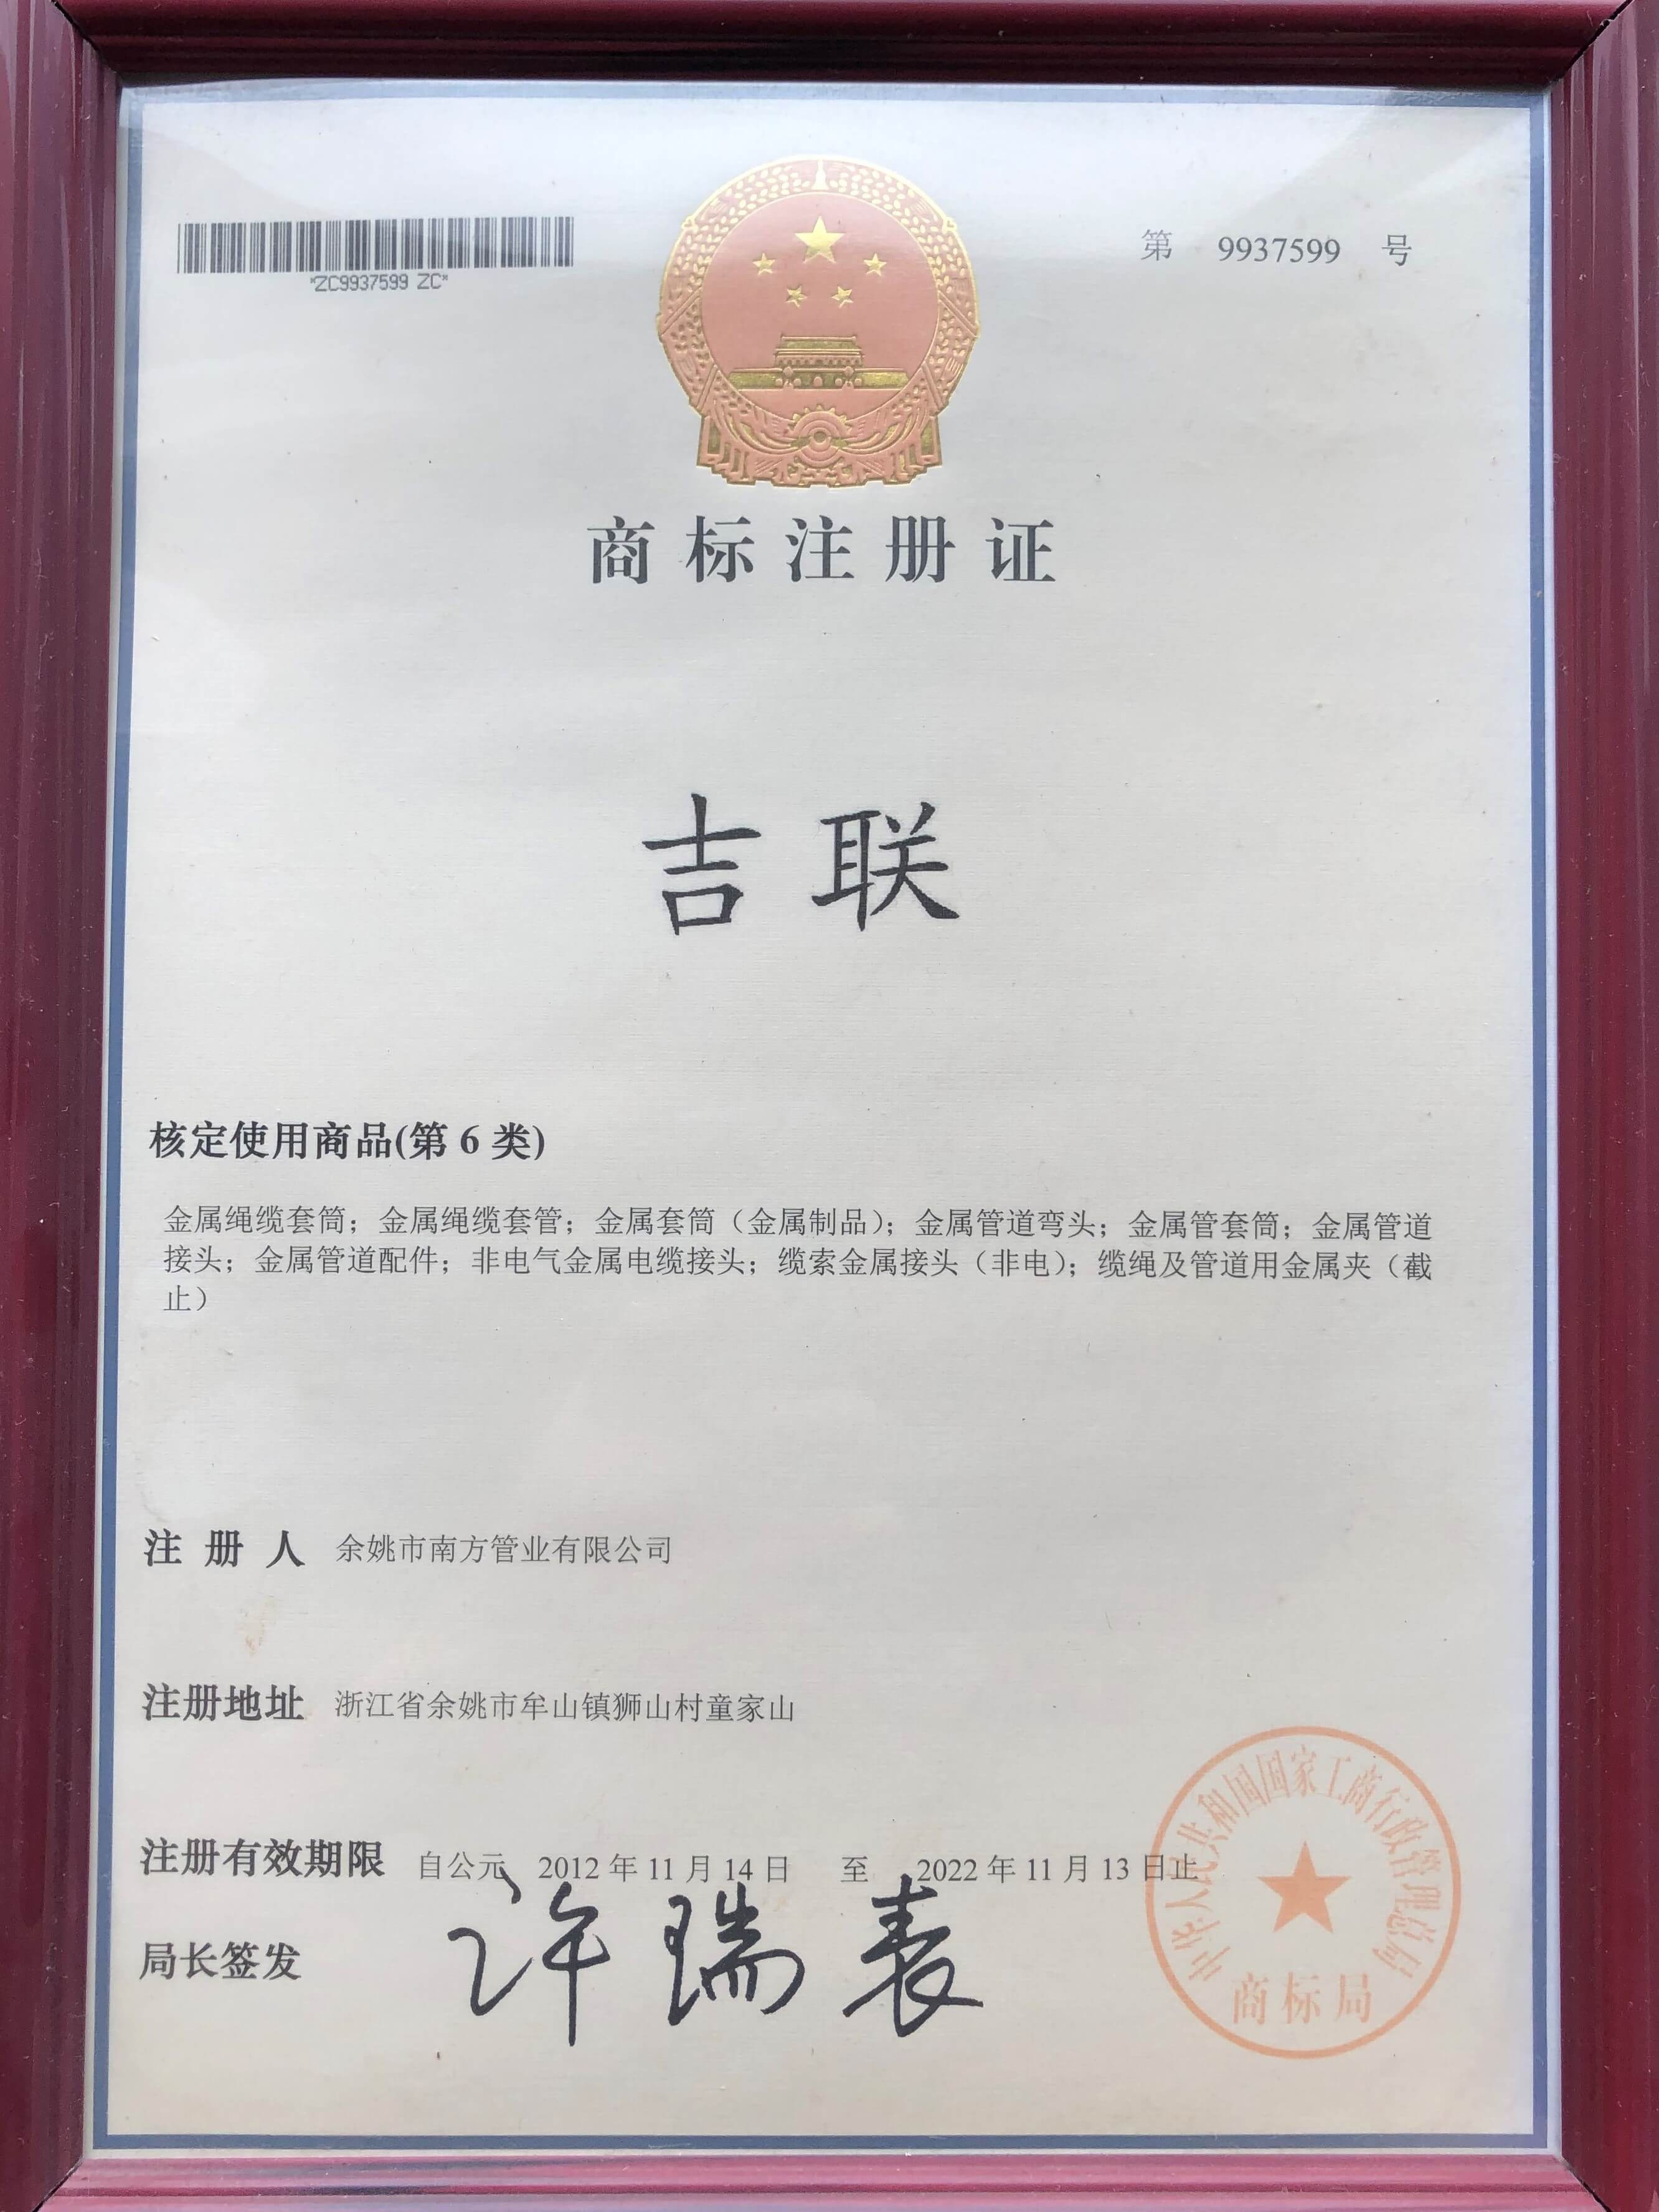 *ZC9937599 ZC*
第 9937599 号
商标注册证
吉联
核定使用商品(第 6 类)
金属绳缆套筒；金属绳缆套管；金属套筒（金属制品）；金属管道弯头；金属管套筒；金属管道
接头；金属管道配件；非电气金属电缆接头；缆索金属接头（非电）；缆绳及管道用金属夹（截
止）
注册人 余姚市南方管业有限公司
注册地址 浙江省余姚市牟山镇狮山村童家山
注册有效期限 自公元 2012 年 11 月 14 日 至 2022 年 11 月 13 日止
局长签发 许瑞表
中华人民共和国国家工商行政管理总局
商标局